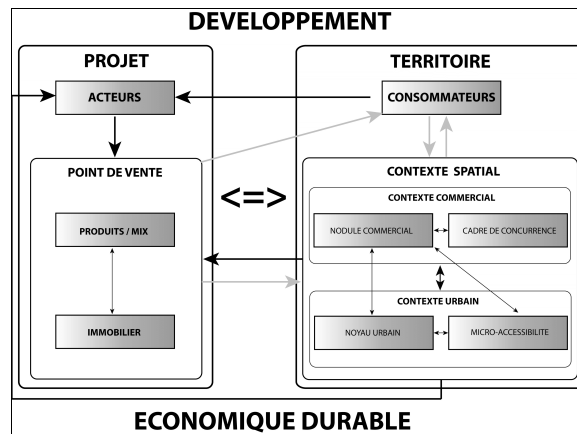 DEVELOPPEMENT
PROJET
TERRITOIRE
ACTEURS
CONSOMMATEURS
POINT DE VENTE
CONTEXTE SPATIAL
CONTEXTE COMMERCIAL
<=>
PRODUITS / MIX
NODULE COMMERCIAL
CADRE DE CONCURRENCE
CONTEXTE URBAIN
IMMOBILIER
NOYAU URBAIN
MICRO-ACCESSIBILITE
ECONOMIQUE DURABLE